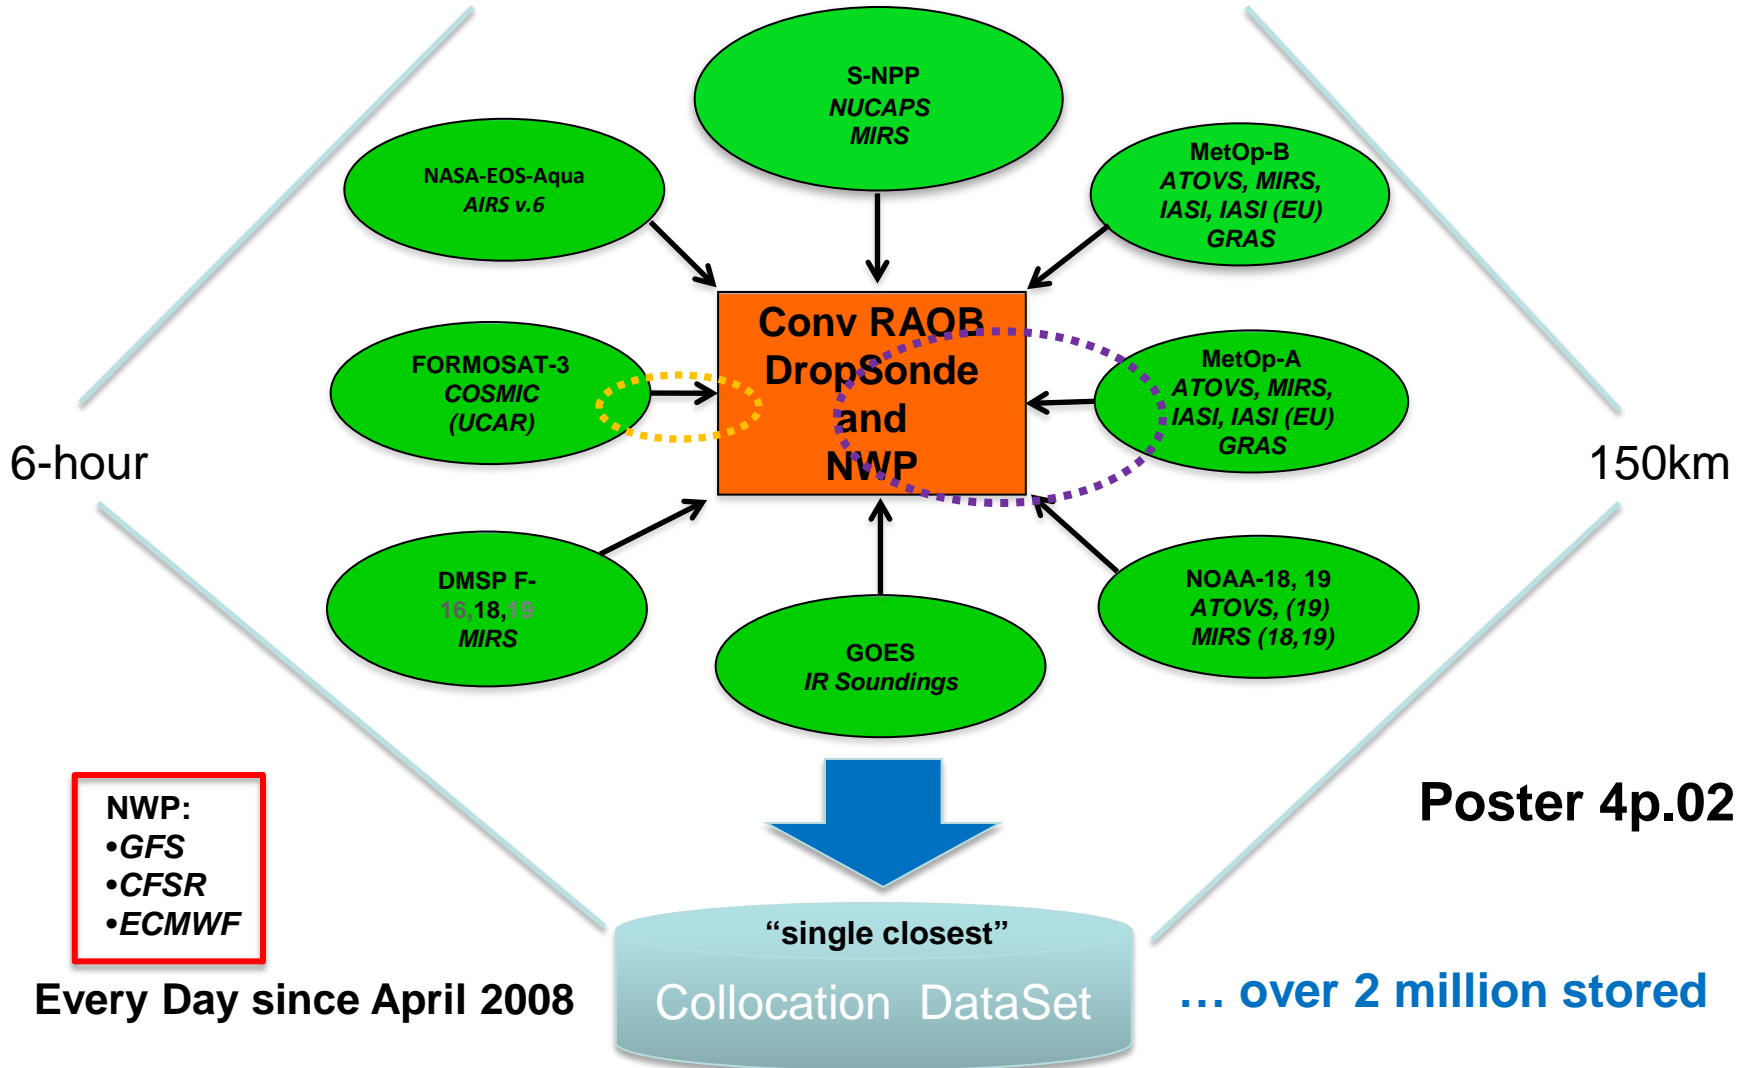 S-NPP
NUCAPS
MIRS
NASA-EOS-Aqua
AIRS v.6
MetOp-B
ATOVS, MIRS,
IASI, IASI (EU)
GRAS
Conv RAOB
DropSonde
and
NWP
FORMOSAT-3
COSMIC
(UCAR)
MetOp-A
ATOVS, MIRS,
IASI, IASI (EU)
GRAS
6-hour
150km
DMSP F-
16,18,19
MIRS
GOES
IR Soundings
NOAA-18, 19
ATOVS, (19)
MIRS (18,19)
NWP:
•GFS
•CFSR
•ECMWF
Poster 4p.02
“single closest”
Collocation DataSet
Every Day since April 2008
... over 2 million stored